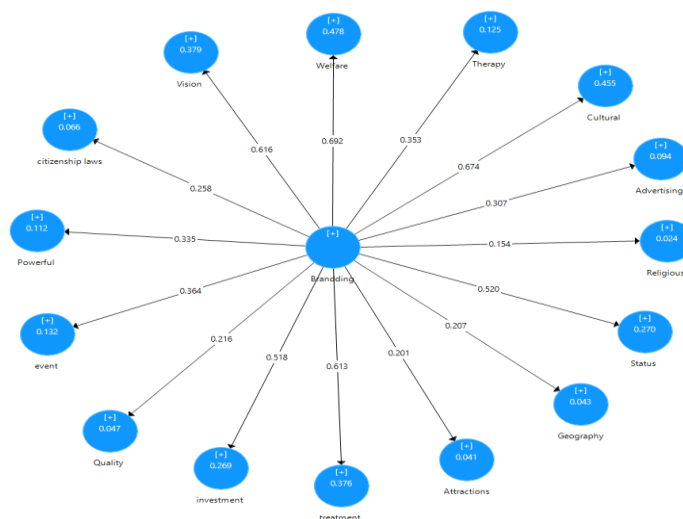 [+]
0.478
Welfare
[+]
0.125
Therapy
[+]
0.379
Vision
[+]
0.455
Cultural
[+]
0.066
citizenship laws
[+]
0.094
Advertising
0.616
0.692
0.353
0.674
0.258
0.307
[+]
0.112
Powerful
0.335
[+]
Brandding
0.154
[+]
0.024
Religious
0.364
0.520
[+]
0.132
event
[+]
0.270
Status
0.216
0.518
0.613
0.201
0.207
[+]
0.043
Geography
[+]
0.047
Quality
[+]
0.269
investment
[+]
0.376
treatment
[+]
0.041
Attractions